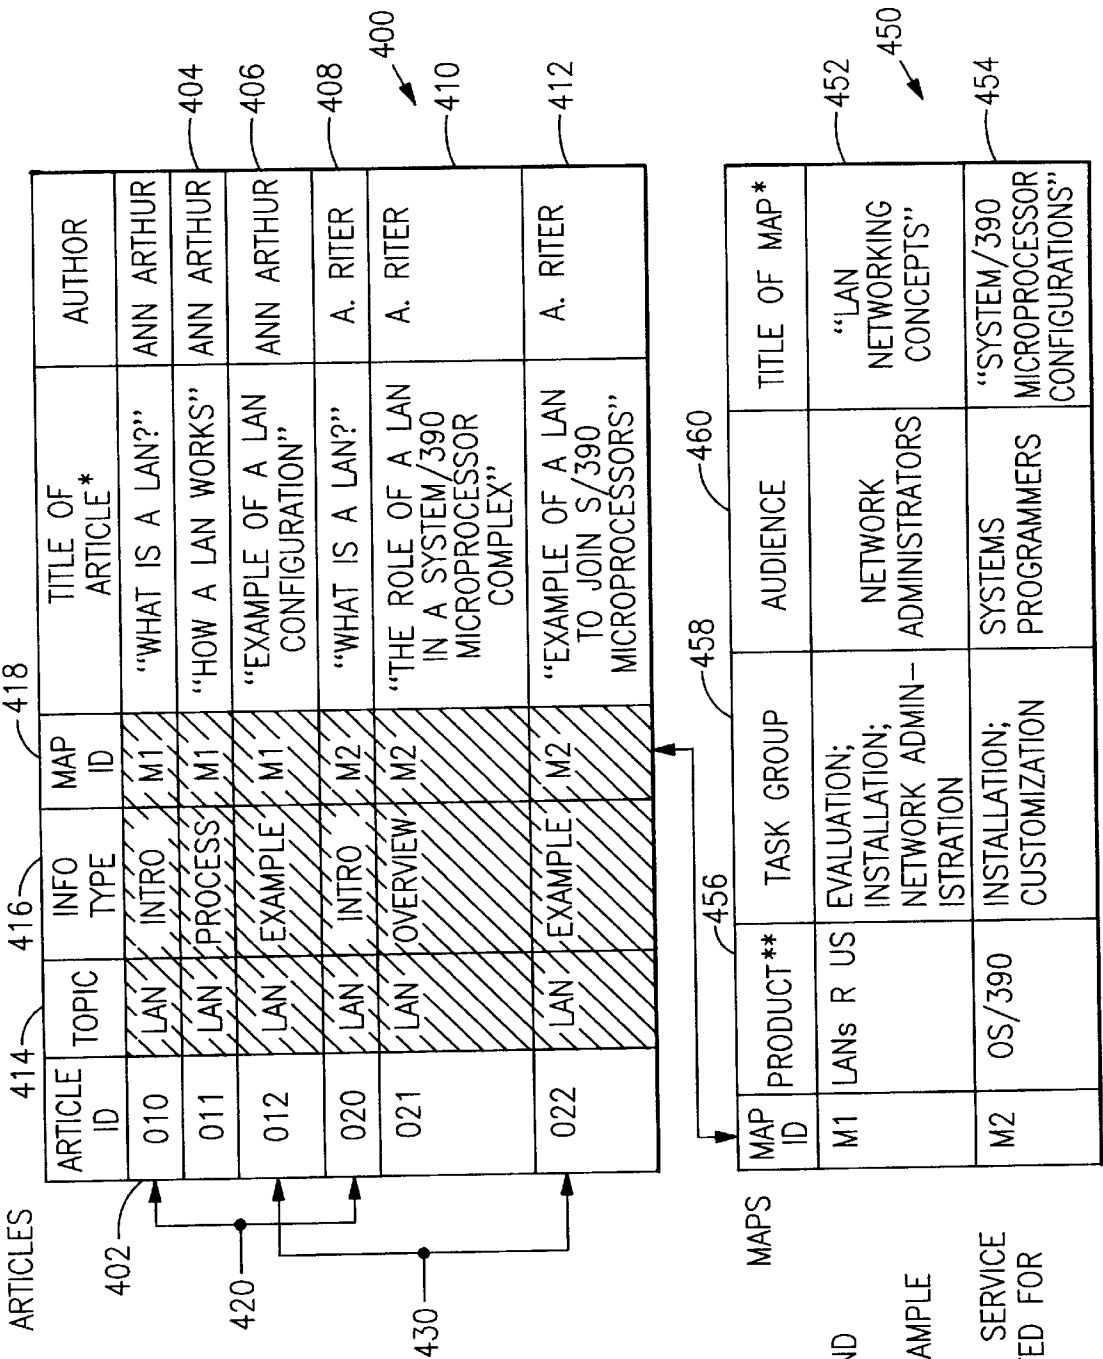 ARTICLES
414
416
418
ARTICLE ID
TOPIC
INFO TYPE
MAP ID
TITLE OF ARTICLE*
AUTHOR
402
010
LAN
INTRO
M1
“WHAT IS A LAN?”
ANN ARTHUR
011
LAN
PROCESS
M1
“HOW A LAN WORKS”
ANN ARTHUR
404
012
LAN
EXAMPLE
M1
“EXAMPLE OF A LAN
CONFIGURATION”
ANN ARTHUR
406
420
020
LAN
INTRO
M2
“WHAT IS A LAN?”
A. RITER
408
400
021
LAN
OVERVIEW
M2
“THE ROLE OF A LAN
IN A SYSTEM/390
MICROPROCESSOR
COMPLEX”
A. RITER
410
430
022
LAN
EXAMPLE
M2
“EXAMPLE OF A LAN
TO JOIN S/390
MICROPROCESSORS”
A. RITER
412
MAPS
456
458
460
MAP ID
PRODUCT**
TASK GROUP
AUDIENCE
TITLE OF MAP*
M1
LANs R US
EVALUATION;
INSTALLATION;
NETWORK ADMIN–
ISTRATION
NETWORK
ADMINISTRATORS
“LAN
NETWORKING
CONCEPTS”
452
450
M2
OS/390
INSTALLATION;
CUSTOMIZATION
SYSTEMS
PROGRAMMERS
“SYSTEM/390
MICROPROCESSOR
CONFIGURATIONS”
454
ND
AMPLE
SERVICE
TED FOR